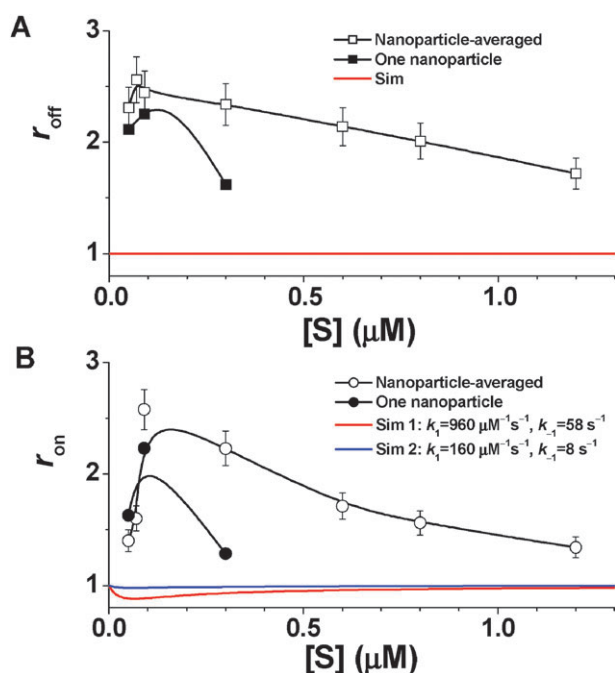 A
3
Nanoparticle-averaged
One nanoparticle
Sim
r_off
2
1
0.0 0.5 1.0
[S] (μM)
B
3
Nanoparticle-averaged
One nanoparticle
Sim 1: k₁=960 μM⁻¹s⁻¹, k₋₁=58 s⁻¹
Sim 2: k₁=160 μM⁻¹s⁻¹, k₋₁=8 s⁻¹
r_on
2
1
0.0 0.5 1.0
[S] (μM)